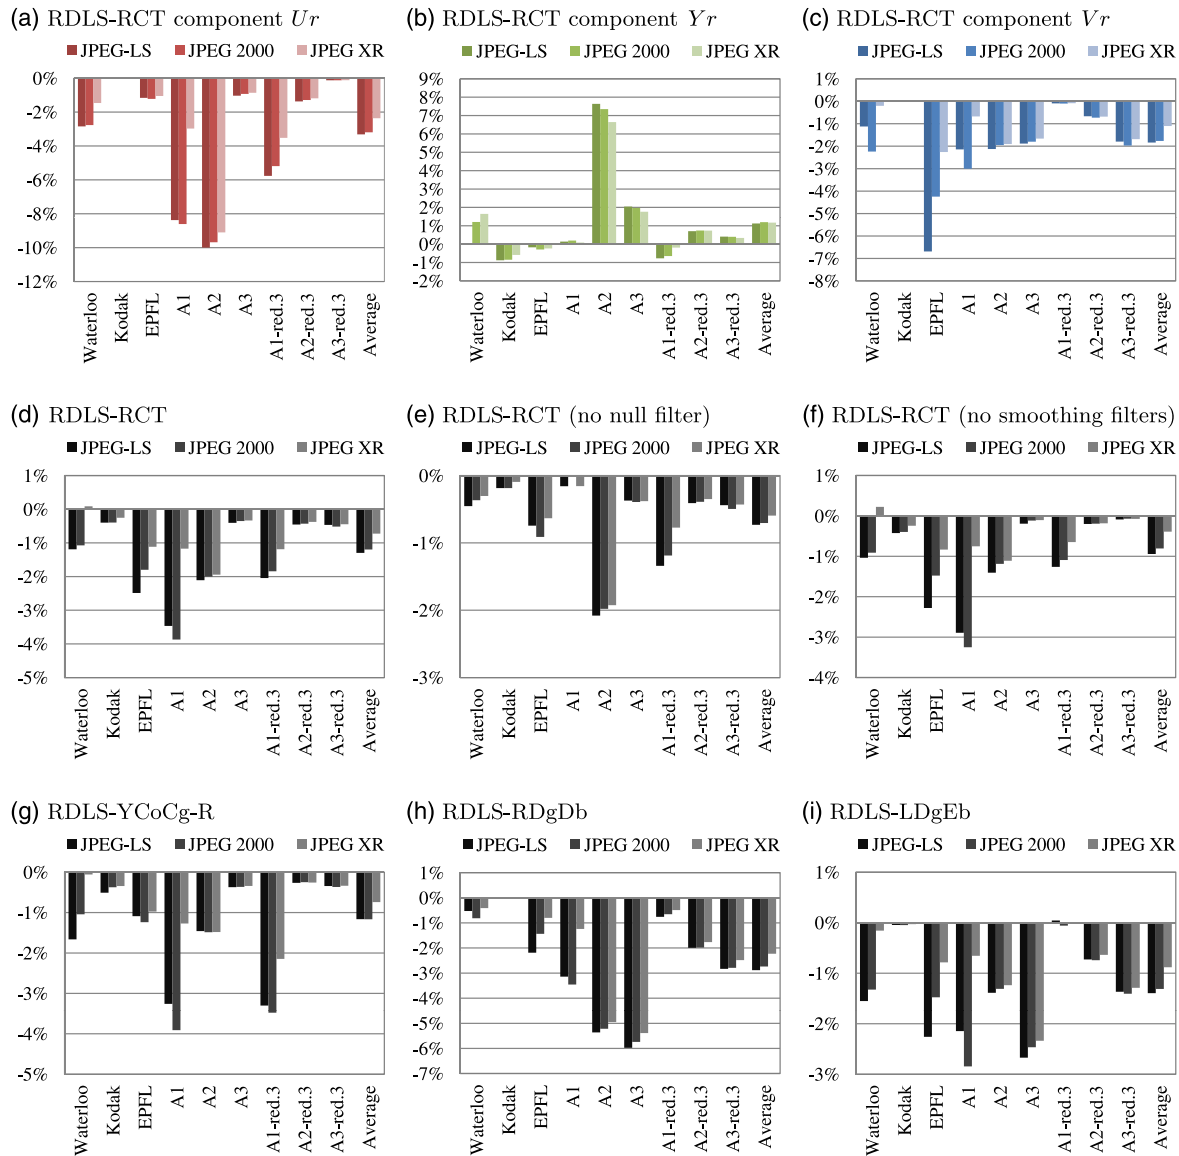 (a) RDLS-RCT component Ur
JPEG-LS JPEG 2000 JPEG XR
0%
-2%
-4%
-6%
-8%
-10%
-12%
Waterloo
Kodak
EPFL
A1
A2
A3
A1-red.3
A2-red.3
A3-red.3
Average
(b) RDLS-RCT component Yr
JPEG-LS JPEG 2000 JPEG XR
9%
8%
7%
6%
5%
4%
3%
2%
1%
0%
-1%
-2%
Waterloo
Kodak
EPFL
A1
A2
A3
A1-red.3
A2-red.3
A3-red.3
Average
(c) RDLS-RCT component Vr
JPEG-LS JPEG 2000 JPEG XR
1%
0%
-1%
-2%
-3%
-4%
-5%
-6%
-7%
-8%
Waterloo
Kodak
EPFL
A1
A2
A3
A1-red.3
A2-red.3
A3-red.3
Average
(d) RDLS-RCT
JPEG-LS JPEG 2000 JPEG XR
1%
0%
-1%
-2%
-3%
-4%
-5%
Waterloo
Kodak
EPFL
A1
A2
A3
A1-red.3
A2-red.3
A3-red.3
Average
(e) RDLS-RCT (no null filter)
JPEG-LS JPEG 2000 JPEG XR
0%
-1%
-2%
-3%
Waterloo
Kodak
EPFL
A1
A2
A3
A1-red.3
A2-red.3
A3-red.3
Average
(f) RDLS-RCT (no smoothing filters)
JPEG-LS JPEG 2000 JPEG XR
1%
0%
-1%
-2%
-3%
-4%
Waterloo
Kodak
EPFL
A1
A2
A3
A1-red.3
A2-red.3
A3-red.3
Average
(g) RDLS-YCoCg-R
JPEG-LS JPEG 2000 JPEG XR
0%
-1%
-2%
-3%
-4%
-5%
Waterloo
Kodak
EPFL
A1
A2
A3
A1-red.3
A2-red.3
A3-red.3
Average
(h) RDLS-RDgDb
JPEG-LS JPEG 2000 JPEG XR
1%
0%
-1%
-2%
-3%
-4%
-5%
-6%
-7%
Waterloo
Kodak
EPFL
A1
A2
A3
A1-red.3
A2-red.3
A3-red.3
Average
(i) RDLS-LDgEb
JPEG-LS JPEG 2000 JPEG XR
1%
0%
-1%
-2%
-3%
Waterloo
Kodak
EPFL
A1
A2
A3
A1-red.3
A2-red.3
A3-red.3
Average